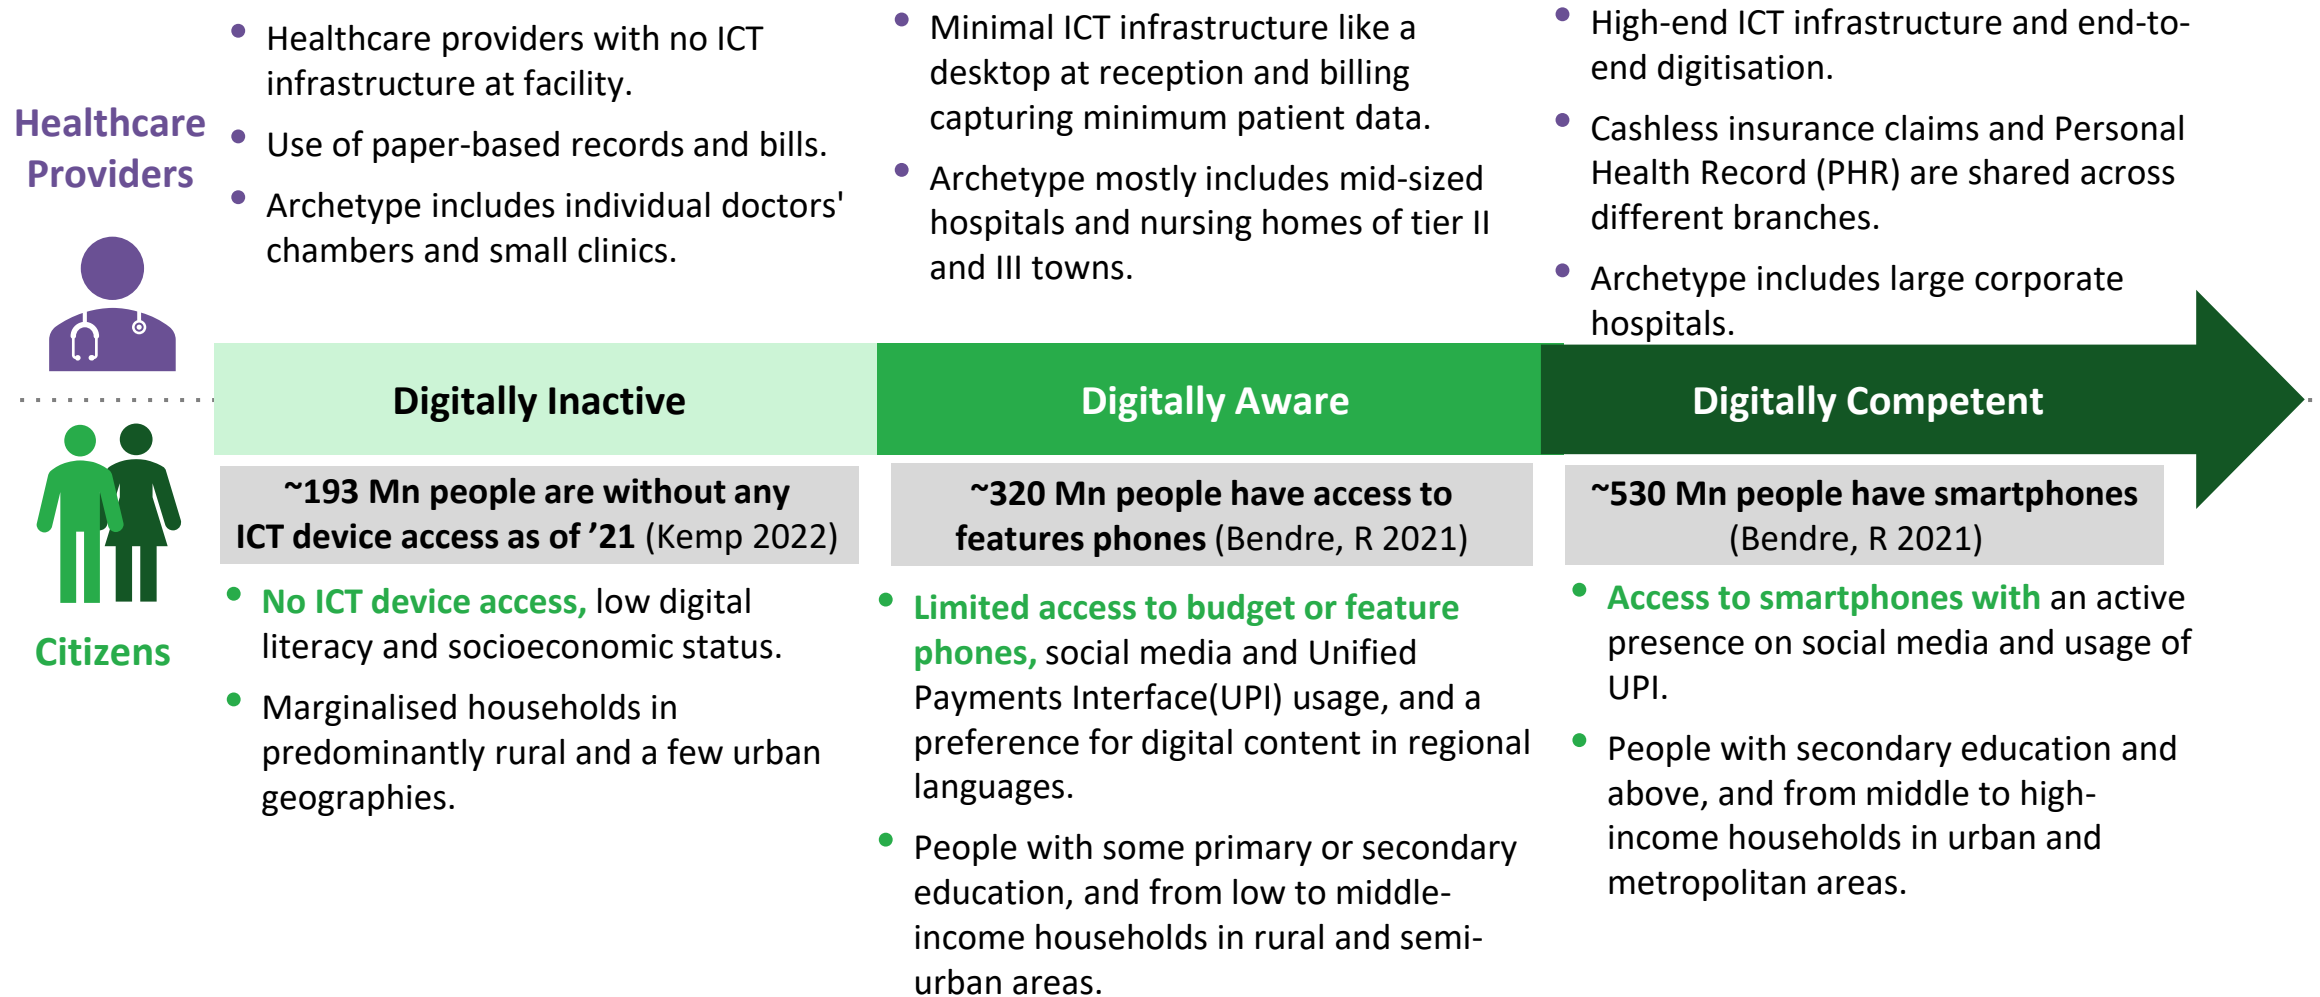 Healthcare
Providers
Healthcare providers with no ICT
infrastructure at facility.
Use of paper-based records and bills.
Archetype includes individual doctors'
chambers and small clinics.
Minimal ICT infrastructure like a
desktop at reception and billing
capturing minimum patient data.
Archetype mostly includes mid-sized
hospitals and nursing homes of tier II
and III towns.
High-end ICT infrastructure and end-to-
end digitisation.
Cashless insurance claims and Personal
Health Record (PHR) are shared across
different branches.
Archetype includes large corporate
hospitals.
Digitally Inactive
Digitally Aware
Digitally Competent
Citizens
~193 Mn people are without any
ICT device access as of ’21 (Kemp 2022)
No ICT device access, low digital
literacy and socioeconomic status.
Marginalised households in
predominantly rural and a few urban
geographies.
~320 Mn people have access to
features phones (Bendre, R 2021)
Limited access to budget or feature
phones, social media and Unified
Payments Interface(UPI) usage, and a
preference for digital content in regional
languages.
People with some primary or secondary
education, and from low to middle-
income households in rural and semi-
urban areas.
~530 Mn people have smartphones
(Bendre, R 2021)
Access to smartphones with an active
presence on social media and usage of
UPI.
People with secondary education and
above, and from middle to high-
income households in urban and
metropolitan areas.